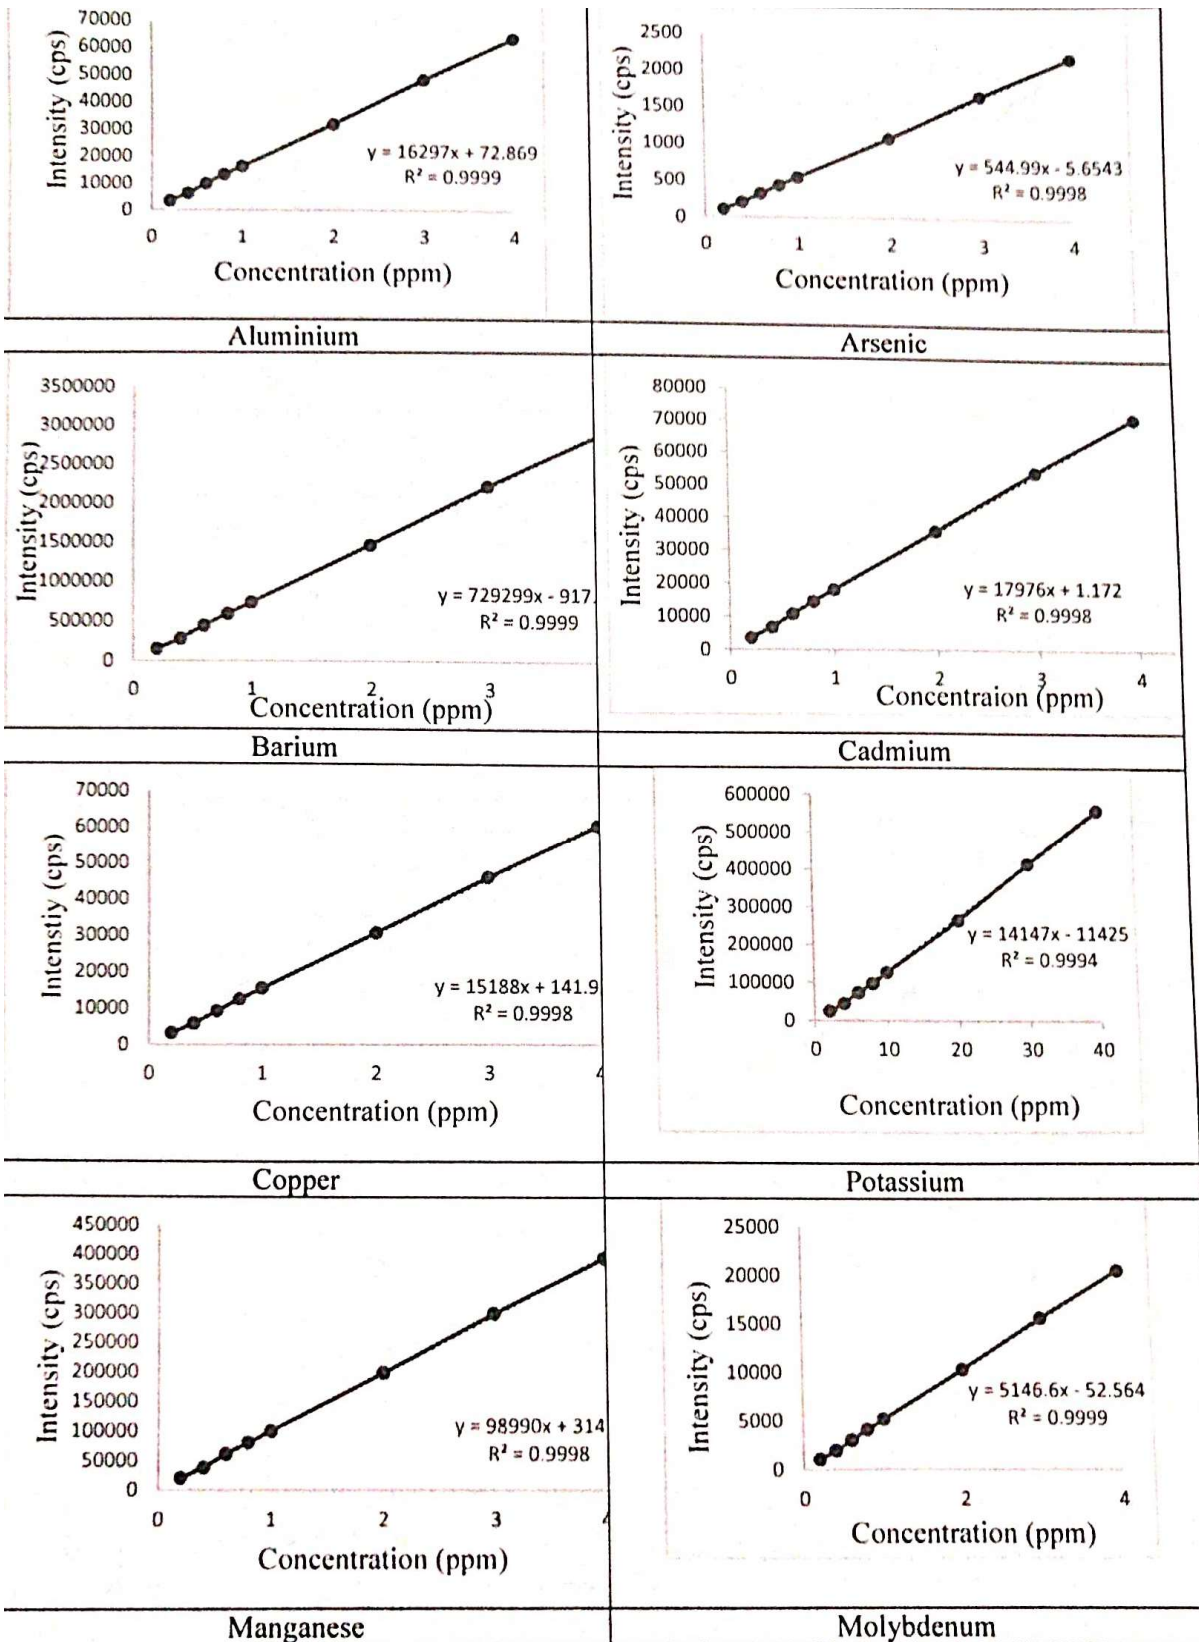 70000
60000
50000
40000
30000
20000
10000
0
Intensity (cps)
y = 16297x + 72.869
R² = 0.9999
0 1 2 3 4
Concentration (ppm)
Aluminium
2500
2000
1500
1000
500
0
Intensity (cps)
y = 544.99x - 5.6543
R² = 0.9998
0 1 2 3 4
Concentration (ppm)
Arsenic
3500000
3000000
2500000
2000000
1500000
1000000
500000
0
Intensity (cps)
y = 729299x - 917.
R² = 0.9999
0 1 2 3
Concentration (ppm)
Barium
80000
70000
60000
50000
40000
30000
20000
10000
0
Intensity (cps)
y = 17976x + 1.172
R² = 0.9998
0 1 2 3 4
Concentraion (ppm)
Cadmium
70000
60000
50000
40000
30000
20000
10000
0
Intenstiy (cps)
y = 15188x + 141.9
R² = 0.9998
0 1 2 3 4
Concentration (ppm)
Copper
600000
500000
400000
300000
200000
100000
0
Intensity (cps)
y = 14147x - 11425
R² = 0.9994
0 10 20 30 40
Concentration (ppm)
Potassium
450000
400000
350000
300000
250000
200000
150000
100000
50000
0
Intensity (cps)
y = 98990x + 314
R² = 0.9998
0 1 2 3 4
Concentration (ppm)
Manganese
25000
20000
15000
10000
5000
0
Intensity (cps)
y = 5146.6x - 52.564
R² = 0.9999
0 2 4
Concentration (ppm)
Molybdenum